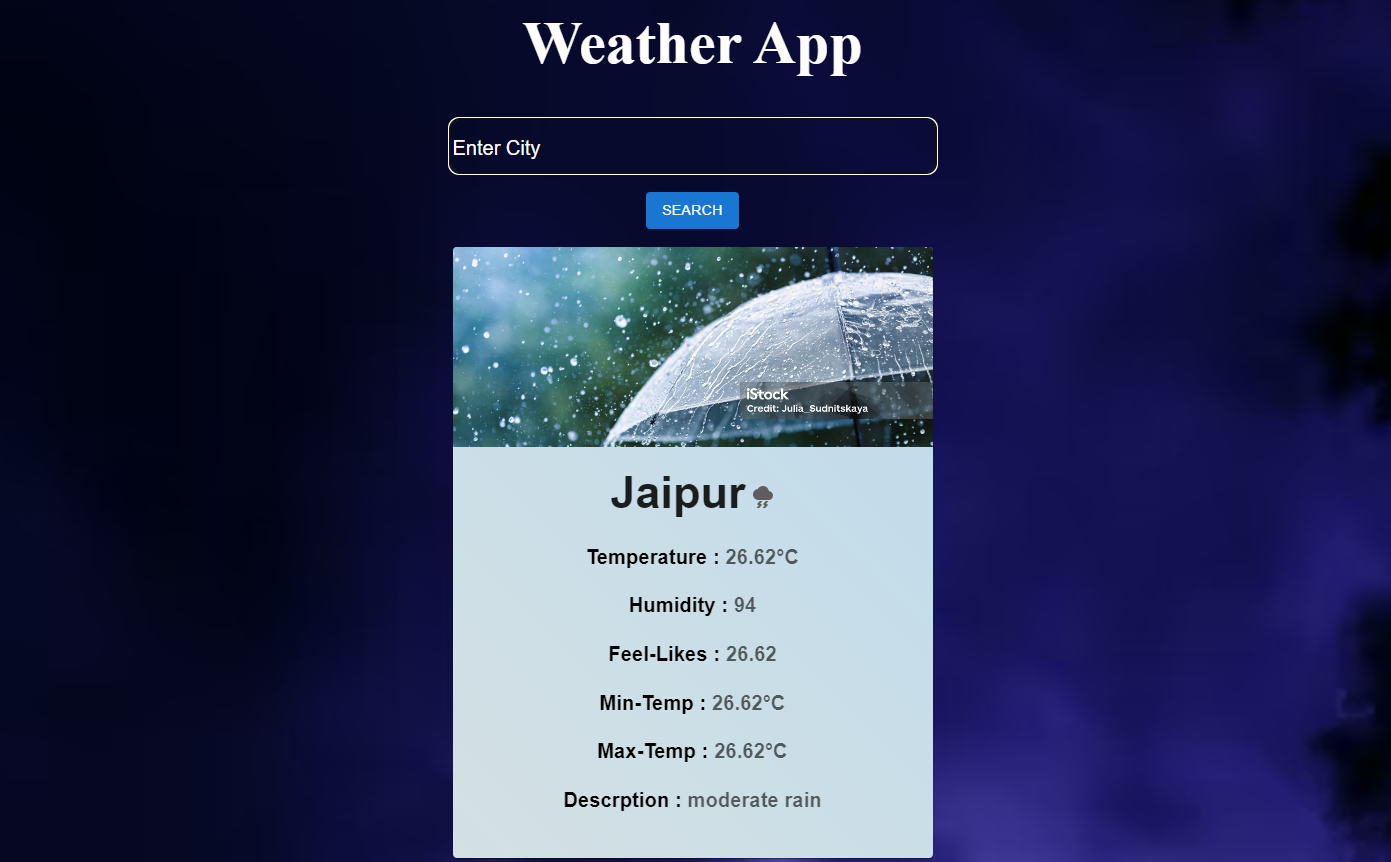 Weather App
Enter City
SEARCH
iStock
Credit: Julia_Sudnitskaya
Jaipur
Temperature : 26.62°C
Humidity : 94
Feel-Likes : 26.62
Min-Temp : 26.62°C
Max-Temp : 26.62°C
Descrption : moderate rain